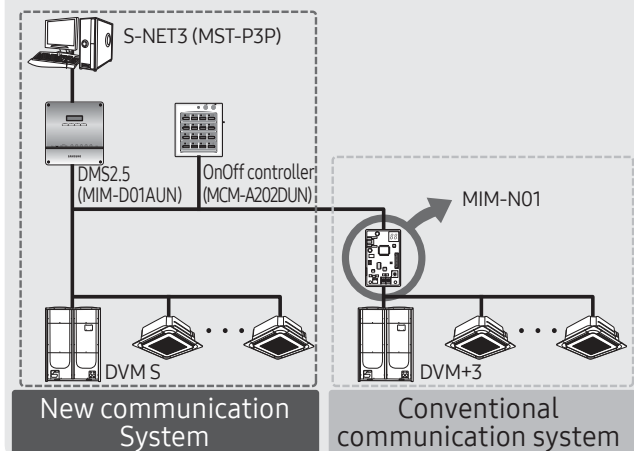 S-NET3 (MST-P3P)
DMS2.5
(MIM-D01AUN)
OnOff controller
(MCM-A202DUN)
MIM-N01
DVM S
DVM+3
New communication
System
Conventional
communication system